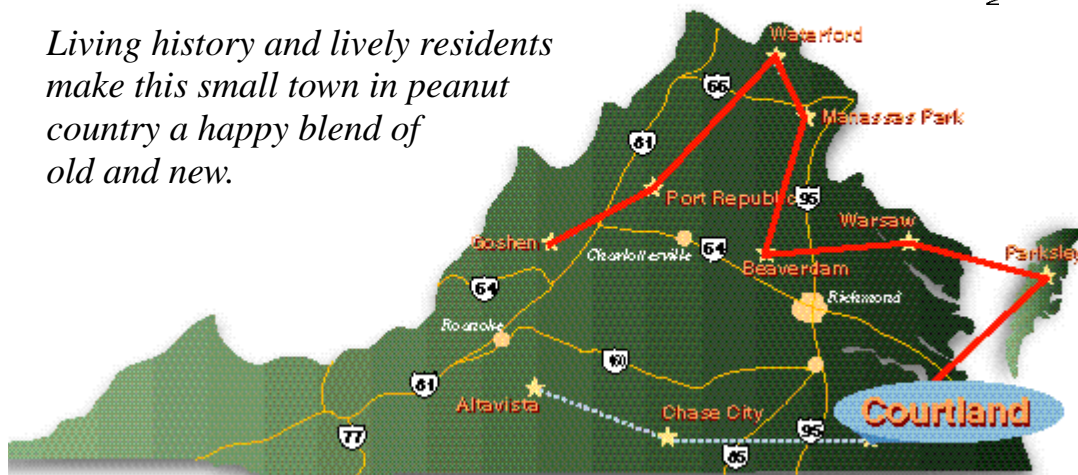 Living history and lively residents
make this small town in peanut
country a happy blend of
old and new.
Waterford
66
Manassas Park
81
Port Republic
95
Warsaw
Goshen
Charlottesville
64
Beaverdam
Parksley
64
Richmond
Roanoke
460
81
Altavista
Chase City
Courtland
77
95
85